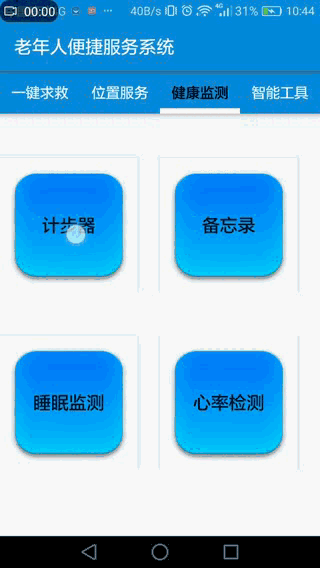 00:00 G ... 40B/s 4G 31% 10:44
老年人便捷服务系统
一键求救 位置服务 健康监测 智能工具
计步器 备忘录
睡眠监测 心率检测